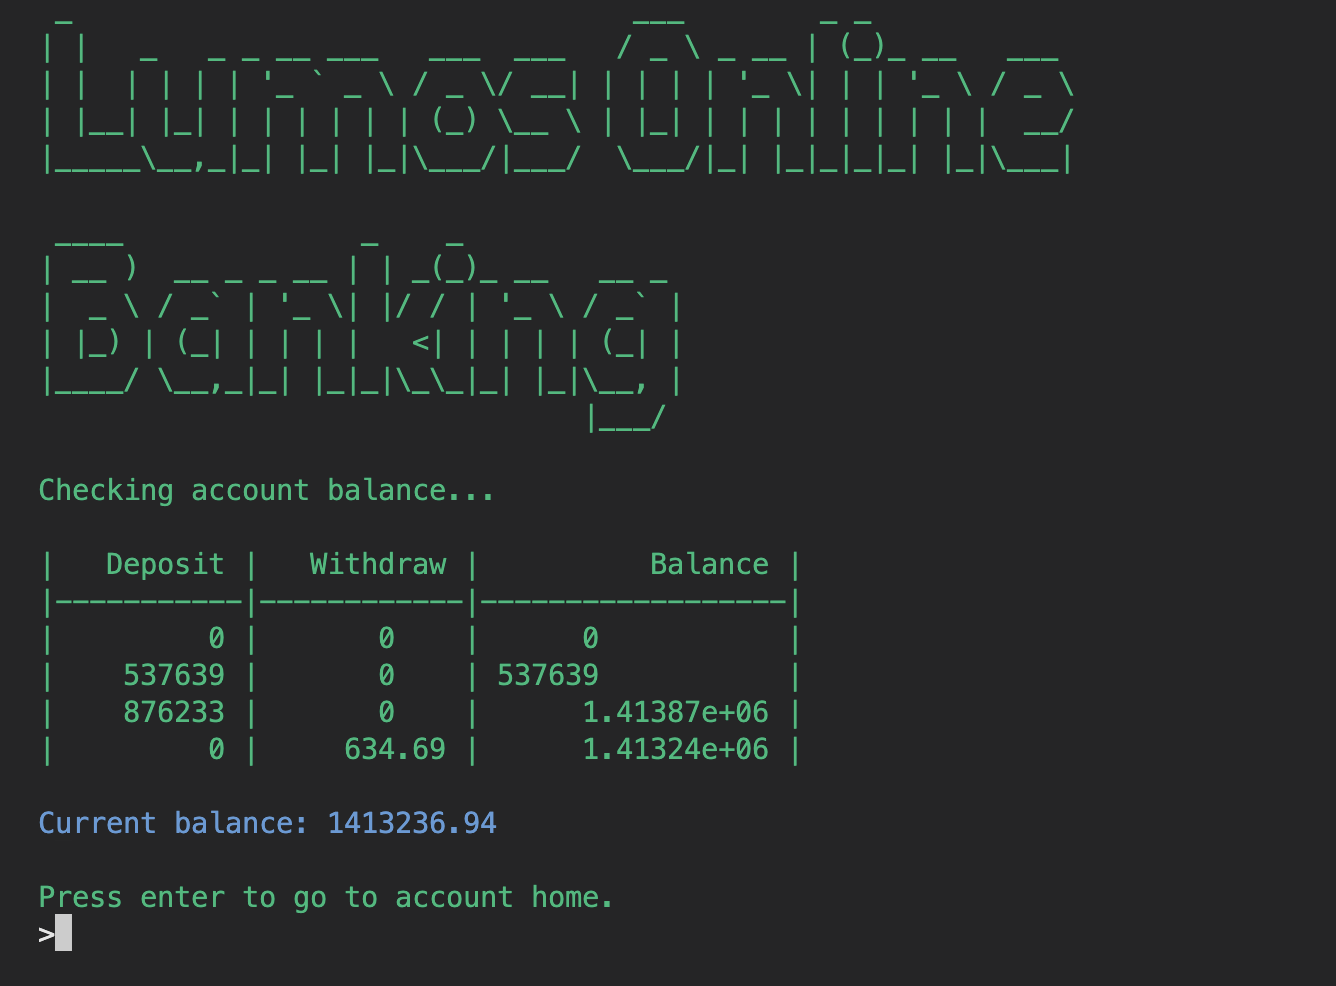 Lumos Online
Banking
Checking account balance...
|   Deposit |   Withdraw |          Balance |
|-----------|------------|------------------|
|         0 |       0    |      0           |
|    537639 |       0    | 537639           |
|    876233 |       0    |      1.41387e+06 |
|         0 |     634.69 |      1.41324e+06 |
Current balance: 1413236.94
Press enter to go to account home.
>